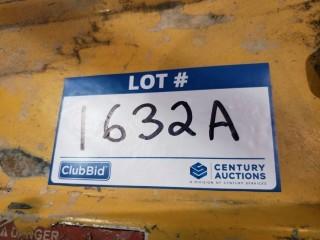 LOT #
1632A
ClubBid
CENTURY
AUCTIONS
A DIVISION OF CENTURY SERVICES
DANGER